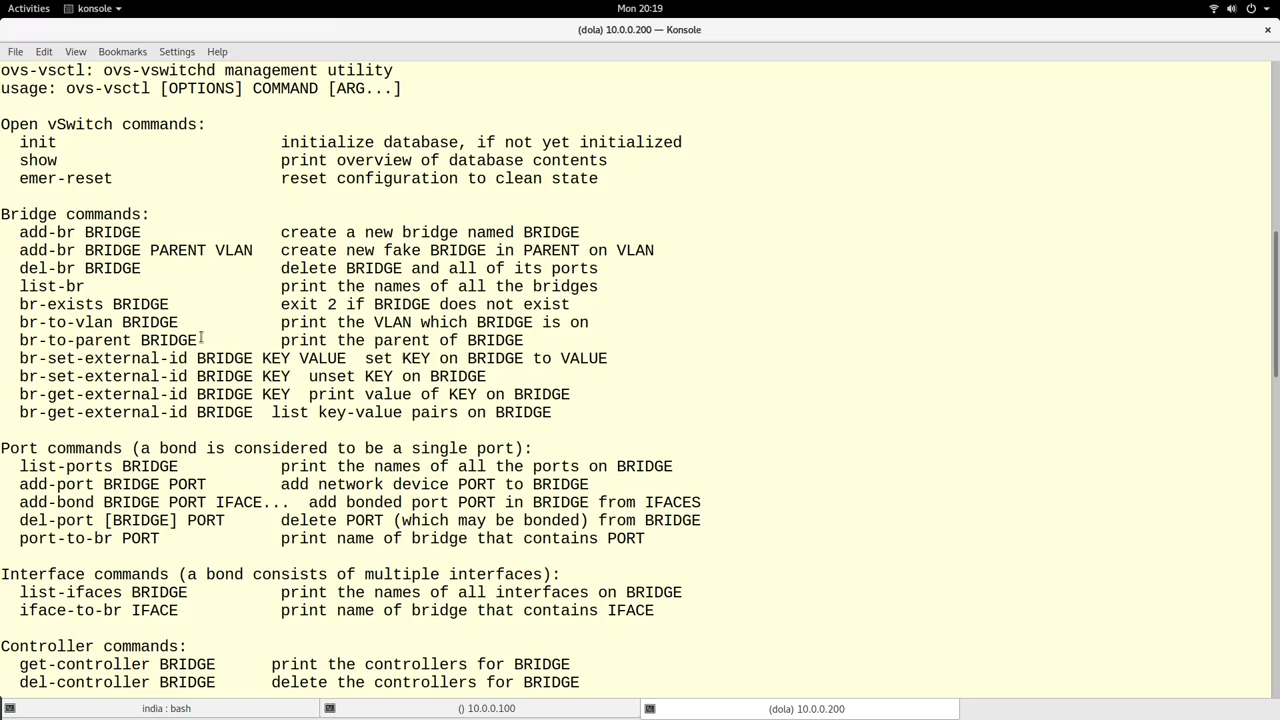 Activities konsole Mon 20:19
(dola) 10.0.0.200 — Konsole ×
File Edit View Bookmarks Settings Help
ovs-vsctl: ovs-vswitchd management utility
usage: ovs-vsctl [OPTIONS] COMMAND [ARG...]
Open vSwitch commands:
init initialize database, if not yet initialized
show print overview of database contents
emer-reset reset configuration to clean state
Bridge commands:
add-br BRIDGE create a new bridge named BRIDGE
add-br BRIDGE PARENT VLAN create new fake BRIDGE in PARENT on VLAN
del-br BRIDGE delete BRIDGE and all of its ports
list-br print the names of all the bridges
br-exists BRIDGE exit 2 if BRIDGE does not exist
br-to-vlan BRIDGE print the VLAN which BRIDGE is on
br-to-parent BRIDGE print the parent of BRIDGE
br-set-external-id BRIDGE KEY VALUE set KEY on BRIDGE to VALUE
br-set-external-id BRIDGE KEY unset KEY on BRIDGE
br-get-external-id BRIDGE KEY print value of KEY on BRIDGE
br-get-external-id BRIDGE list key-value pairs on BRIDGE
Port commands (a bond is considered to be a single port):
list-ports BRIDGE print the names of all the ports on BRIDGE
add-port BRIDGE PORT add network device PORT to BRIDGE
add-bond BRIDGE PORT IFACE... add bonded port PORT in BRIDGE from IFACES
del-port [BRIDGE] PORT delete PORT (which may be bonded) from BRIDGE
port-to-br PORT print name of bridge that contains PORT
Interface commands (a bond consists of multiple interfaces):
list-ifaces BRIDGE print the names of all interfaces on BRIDGE
iface-to-br IFACE print name of bridge that contains IFACE
Controller commands:
get-controller BRIDGE print the controllers for BRIDGE
del-controller BRIDGE delete the controllers for BRIDGE
india : bash () 10.0.0.100 (dola) 10.0.0.200